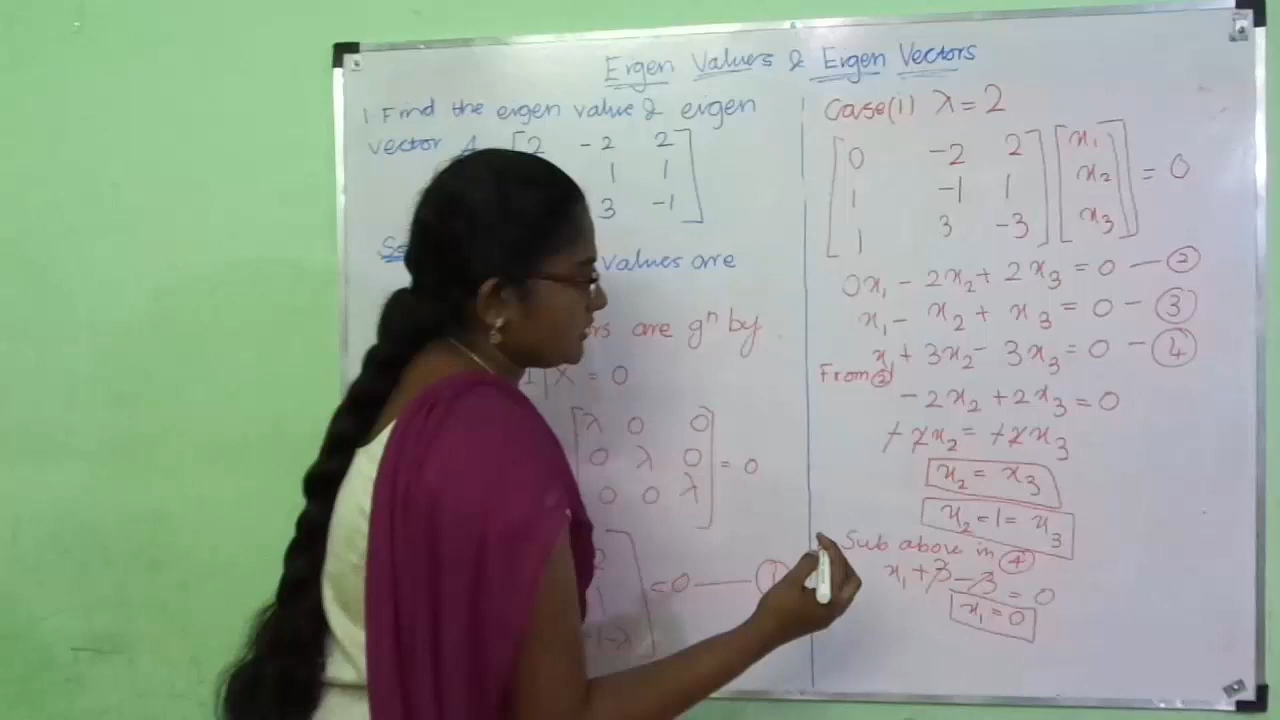 Eigen Values & Eigen Vectors
1. Find the eigen value & eigen
vector A [2 -2 2]
1 1
3 -1
values are
are gⁿ by
X = 0
[λ 0 0
0 λ 0
0 0 λ] = 0
2
1
-1-λ] = 0 —— ①
Case(i) λ = 2
[0 -2 2] [x₁]
[1 -1 1] [x₂] = 0
[1 3 -3] [x₃]
0x₁ - 2x₂ + 2x₃ = 0 — ②
x₁ - x₂ + x₃ = 0 - ③
x₁ + 3x₂ - 3x₃ = 0 - ④
From ②
-2x₂ + 2x₃ = 0
+2x₂ = +2x₃
x₂ = x₃
x₂ = 1 = x₃
Sub above in ④
x₁ + 3 - 3 = 0
x₁ = 0